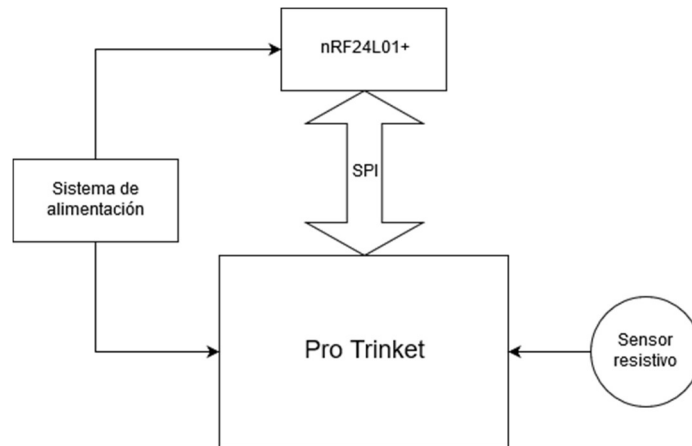 nRF24L01+
SPI
Sistema de
alimentación
Pro Trinket
Sensor
resistivo